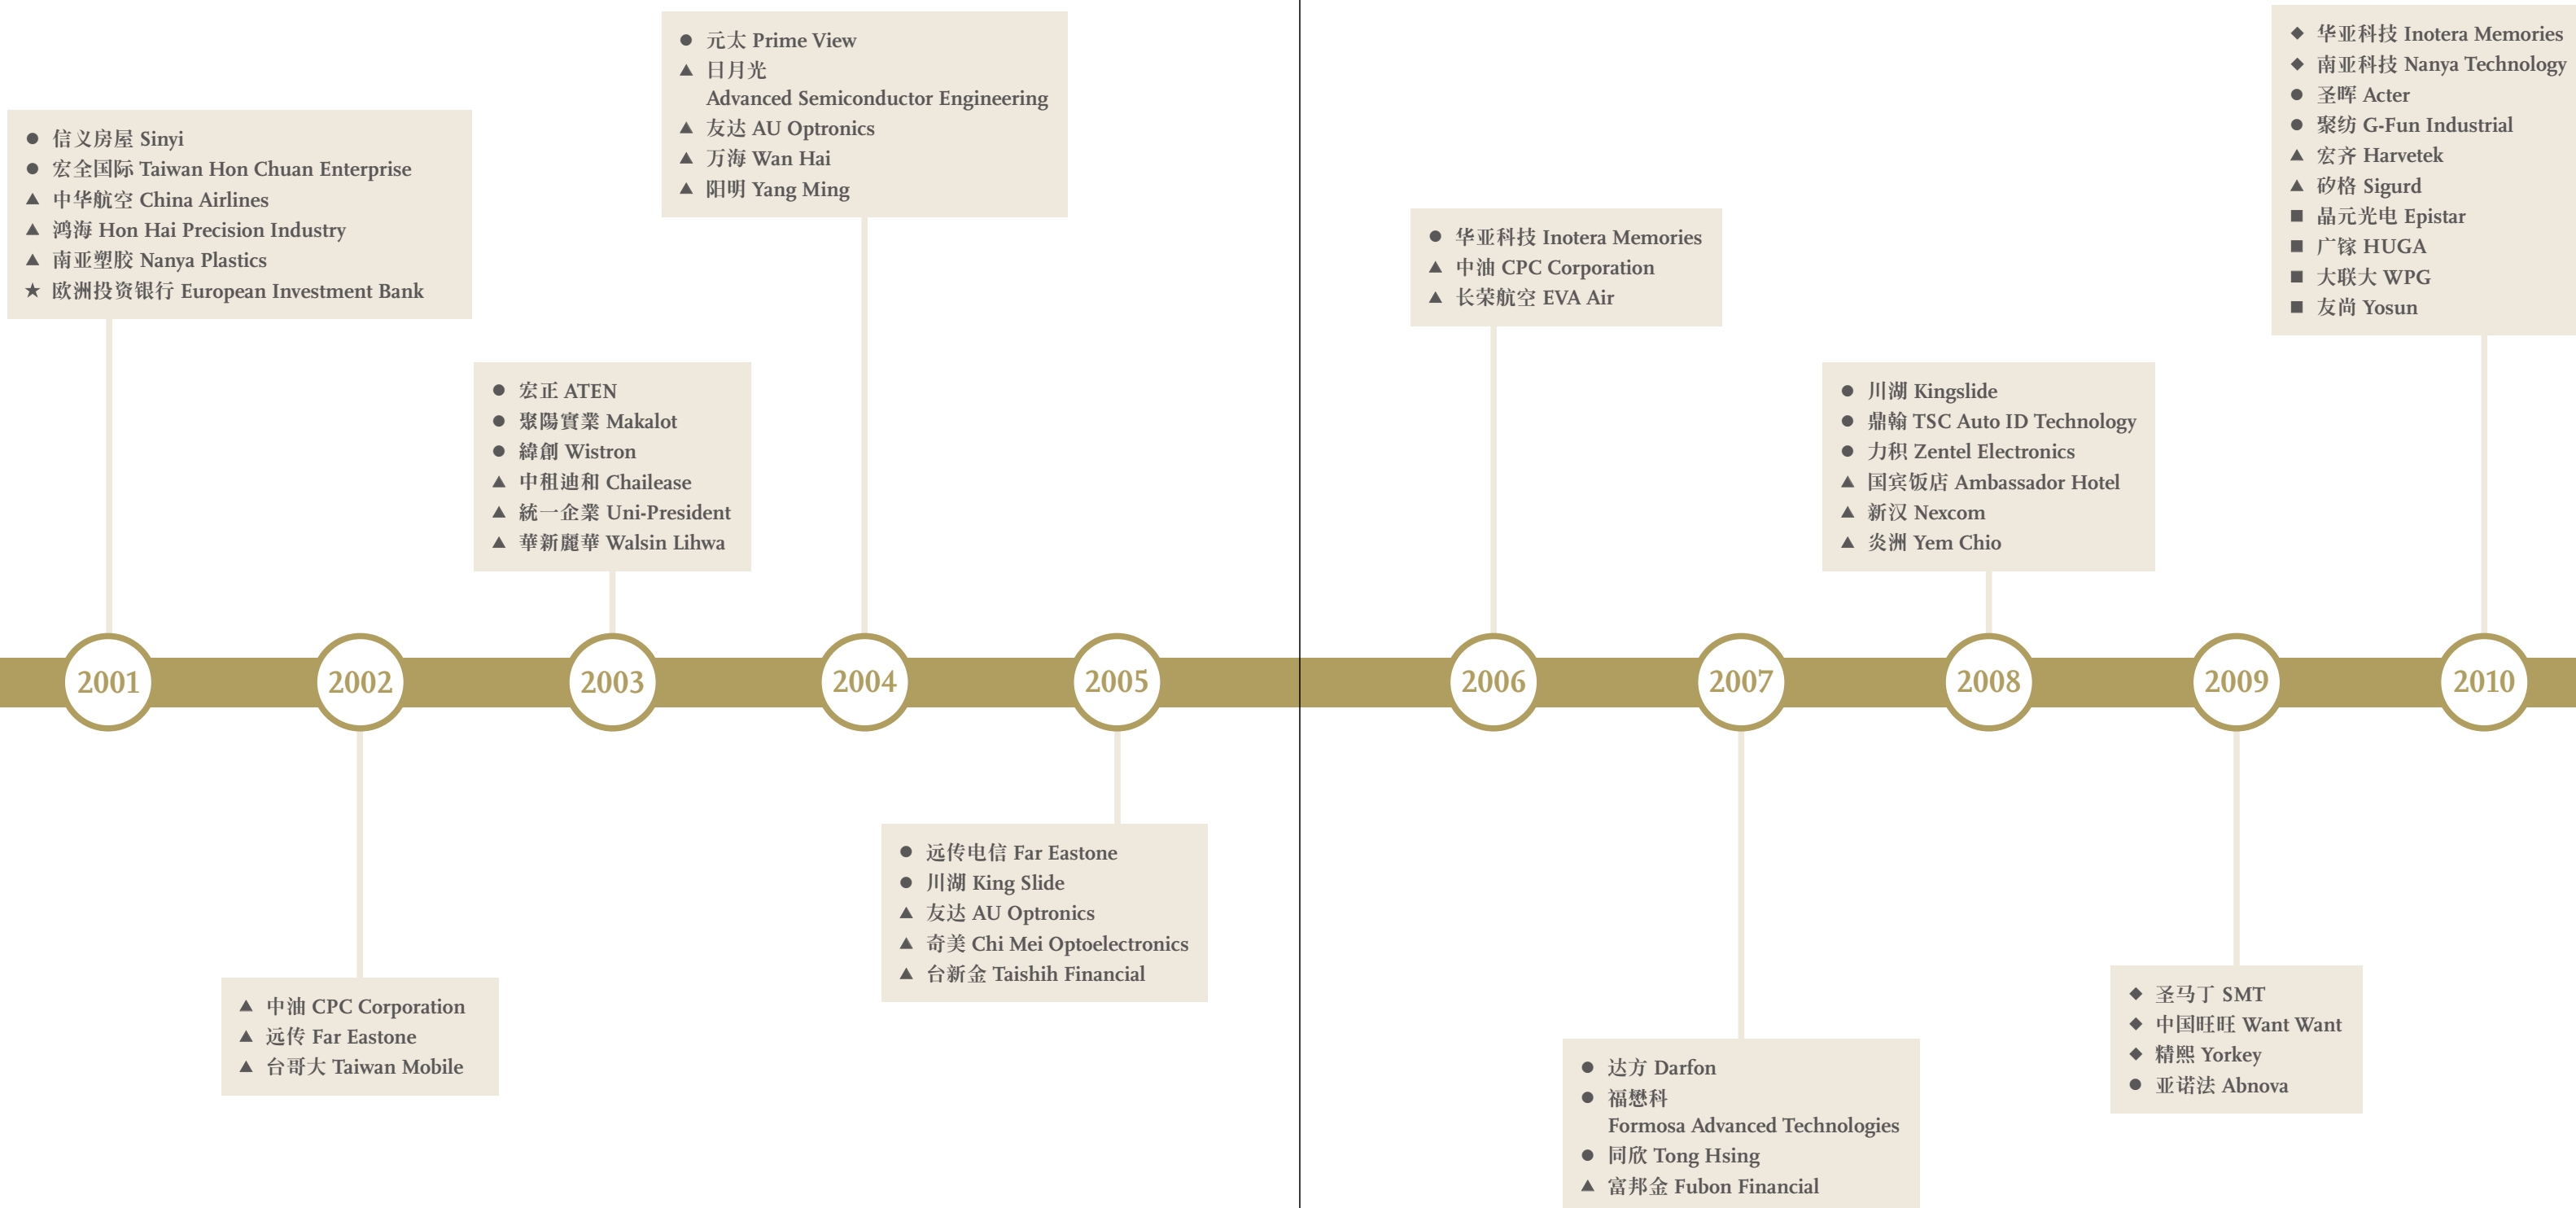 ● 信义房屋 Sinyi
● 宏全国际 Taiwan Hon Chuan Enterprise
▲ 中华航空 China Airlines
▲ 鸿海 Hon Hai Precision Industry
▲ 南亚塑胶 Nanya Plastics
★ 欧洲投资银行 European Investment Bank
● 宏正 ATEN
● 聚陽實業 Makalot
● 緯創 Wistron
▲ 中租迪和 Chailease
▲ 統一企業 Uni-President
▲ 華新麗華 Walsin Lihwa
● 元太 Prime View
▲ 日月光
Advanced Semiconductor Engineering
▲ 友达 AU Optronics
▲ 万海 Wan Hai
▲ 阳明 Yang Ming
● 华亚科技 Inotera Memories
▲ 中油 CPC Corporation
▲ 长荣航空 EVA Air
● 川湖 Kingslide
● 鼎翰 TSC Auto ID Technology
● 力积 Zentel Electronics
▲ 国宾饭店 Ambassador Hotel
▲ 新汉 Nexcom
▲ 炎洲 Yem Chio
◆ 华亚科技 Inotera Memories
◆ 南亚科技 Nanya Technology
● 圣晖 Acter
● 聚纺 G-Fun Industrial
▲ 宏齐 Harvetek
▲ 矽格 Sigurd
■ 晶元光电 Epistar
■ 广镓 HUGA
■ 大联大 WPG
■ 友尚 Yosun
2001
2002
2003
2004
2005
2006
2007
2008
2009
2010
▲ 中油 CPC Corporation
▲ 远传 Far Eastone
▲ 台哥大 Taiwan Mobile
● 远传电信 Far Eastone
● 川湖 King Slide
▲ 友达 AU Optronics
▲ 奇美 Chi Mei Optoelectronics
▲ 台新金 Taishih Financial
● 达方 Darfon
● 福懋科
Formosa Advanced Technologies
● 同欣 Tong Hsing
▲ 富邦金 Fubon Financial
◆ 圣马丁 SMT
◆ 中国旺旺 Want Want
◆ 精熙 Yorkey
● 亚诺法 Abnova